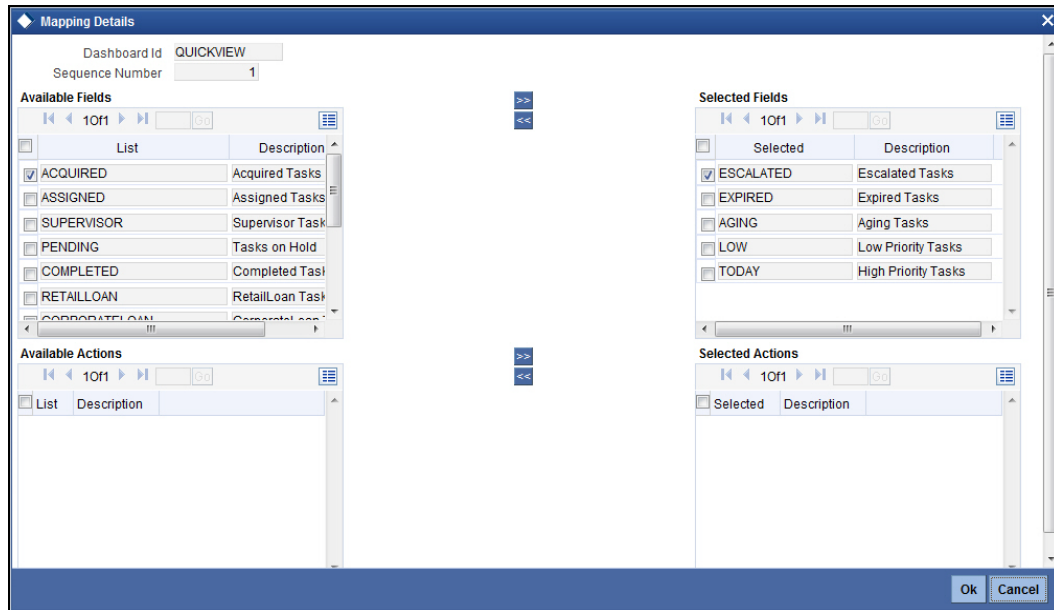 Mapping Details
Dashboard Id QUICKVIEW
Sequence Number 1
Available Fields
1Of1 Go
List Description
ACQUIRED Acquired Tasks
ASSIGNED Assigned Tasks
SUPERVISOR Supervisor Task
PENDING Tasks on Hold
COMPLETED Completed Task
RETAILLOAN RetailLoan Task
CORPORATELOAN CorporateLoan
>>
<<
Selected Fields
1Of1 Go
Selected Description
ESCALATED Escalated Tasks
EXPIRED Expired Tasks
AGING Aging Tasks
LOW Low Priority Tasks
TODAY High Priority Tasks
Available Actions
1Of1 Go
List Description
>>
<<
Selected Actions
1Of1 Go
Selected Description
Ok Cancel